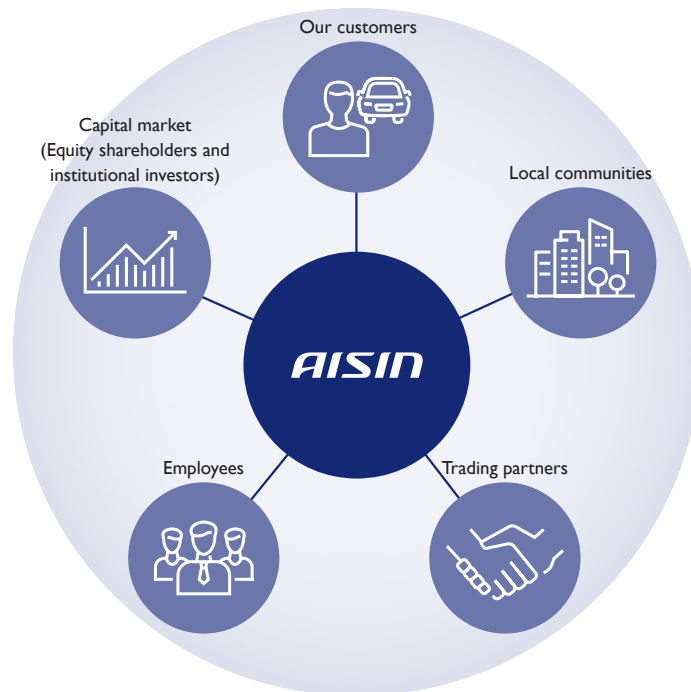 Our customers
Capital market
(Equity shareholders and
institutional investors)
Local communities
AISIN
Employees
Trading partners